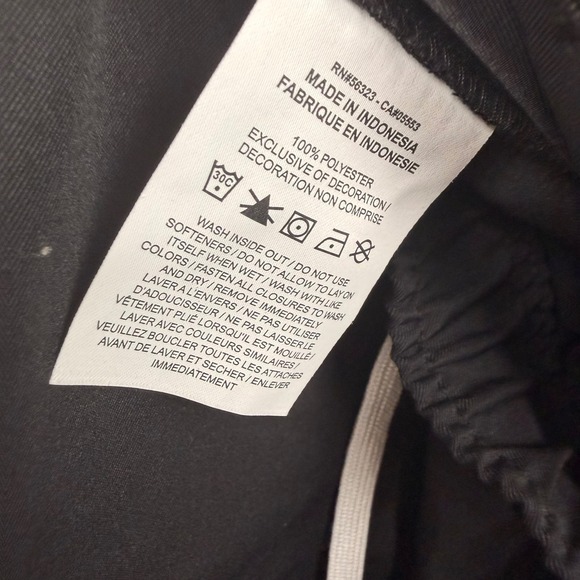 RN#56323 - CA#05553
MADE IN INDONESIA
FABRIQUE EN INDONESIE
100% POLYESTER
EXCLUSIVE OF DECORATION/
DECORATION NON COMPRISE
30C
WASH INSIDE OUT / DO NOT USE
SOFTENERS / DO NOT ALLOW TO LAY ON
ITSELF WHEN WET / WASH WITH LIKE
COLORS / FASTEN ALL CLOSURES TO WASH
AND DRY / REMOVE IMMEDIATELY
LAVER A L'ENVERS / NE PAS UTILISER
D'ADOUCISSEUR / NE PAS LAISSER LE
VÊTEMENT PLIÉ LORSQU'IL EST MOUILLÉ /
LAVER AVEC COULEURS SIMILAIRES /
VEUILLEZ BOUCLER TOUTES LES ATTACHES
AVANT DE LAVER ET SECHER / ENLEVER
IMMEDIATEMENT